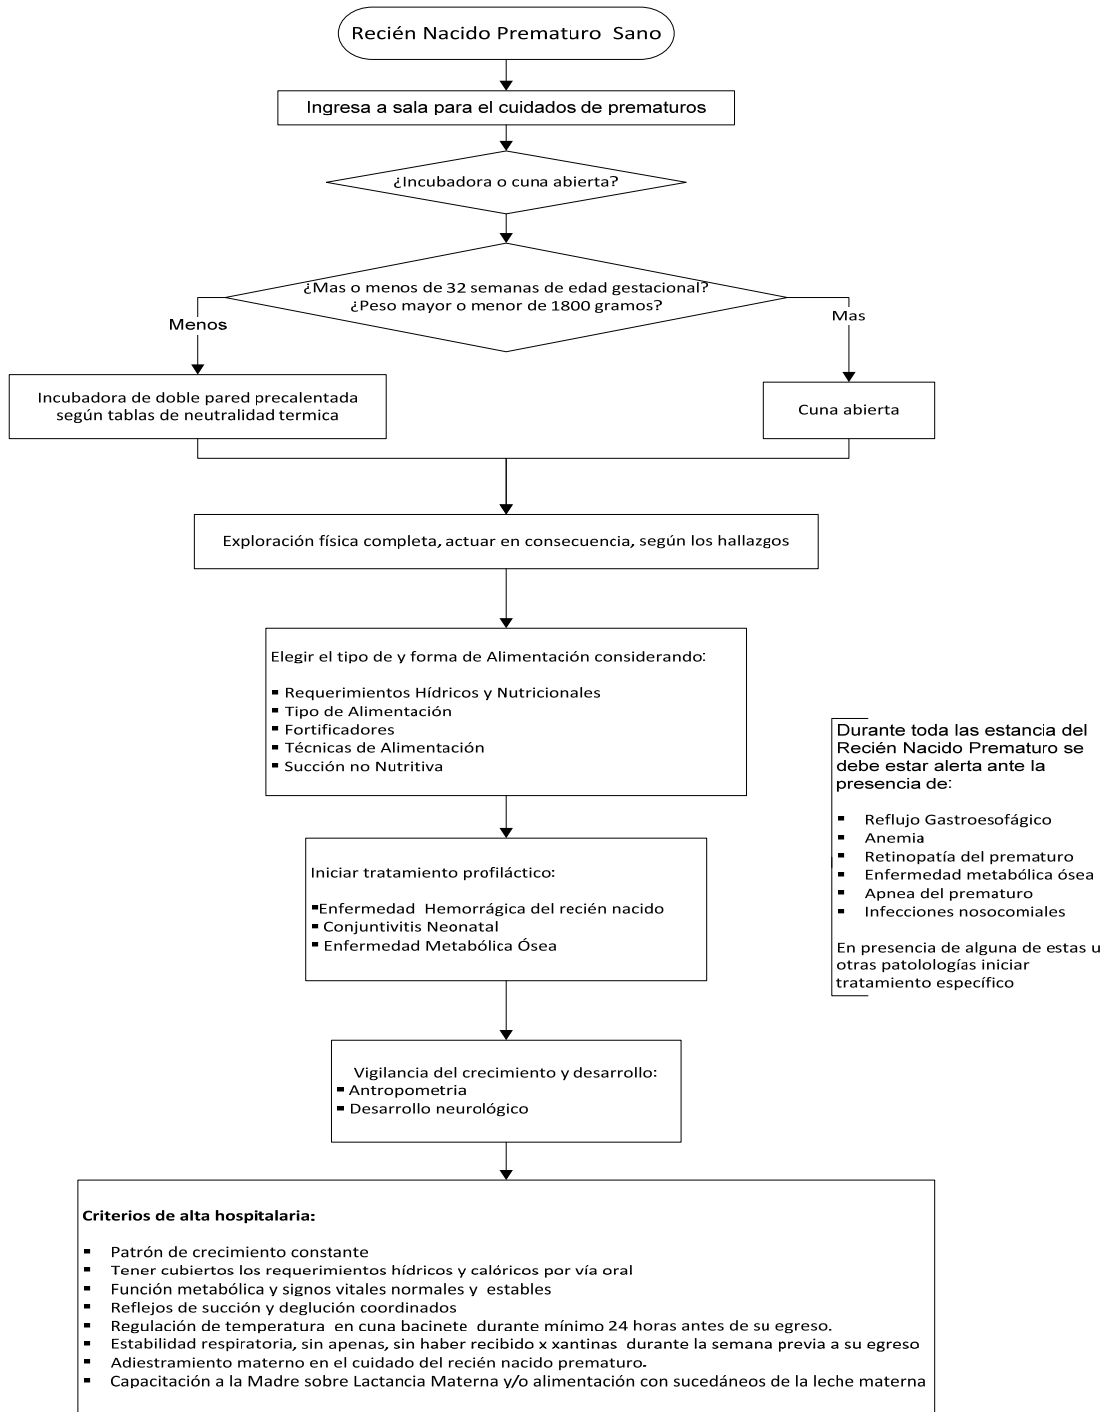 Recién Nacido Prematuro  Sano
Ingresa a sala para el cuidados de prematuros
¿Incubadora o cuna abierta?
¿Mas o menos de 32 semanas de edad gestacional?
¿Peso mayor o menor de 1800 gramos?
Menos
Mas
Incubadora de doble pared precalentada
según tablas de neutralidad termica
Cuna abierta
Exploración física completa, actuar en consecuencia, según los hallazgos
Elegir el tipo de y forma de Alimentación considerando:
▪ Requerimientos Hídricos y Nutricionales
▪ Tipo de Alimentación
▪ Fortificadores
▪ Técnicas de Alimentación
▪ Succión no Nutritiva
Durante toda las estancia del
Recién Nacido Prematuro se
debe estar alerta ante la
presencia de:
▪ Reflujo Gastroesofágico
▪ Anemia
▪ Retinopatía del prematuro
▪ Enfermedad metabólica ósea
▪ Apnea del prematuro
▪ Infecciones nosocomiales
En presencia de alguna de estas u
otras patolologías iniciar
tratamiento específico
Iniciar tratamiento profiláctico:
▪Enfermedad  Hemorrágica del recién nacido
▪ Conjuntivitis Neonatal
▪ Enfermedad Metabólica Ósea
Vigilancia del crecimiento y desarrollo:
▪ Antropometria
▪ Desarrollo neurológico
Criterios de alta hospitalaria:
▪ Patrón de crecimiento constante
▪ Tener cubiertos los requerimientos hídricos y calóricos por vía oral
▪ Función metabólica y signos vitales normales y  estables
▪ Reflejos de succión y deglución coordinados
▪ Regulación de temperatura  en cuna bacinete  durante mínimo 24 horas antes de su egreso.
▪ Estabilidad respiratoria, sin apenas, sin haber recibido x xantinas  durante la semana previa a su egreso
▪ Adiestramiento materno en el cuidado del recién nacido prematuro.
▪ Capacitación a la Madre sobre Lactancia Materna y/o alimentación con sucedáneos de la leche materna